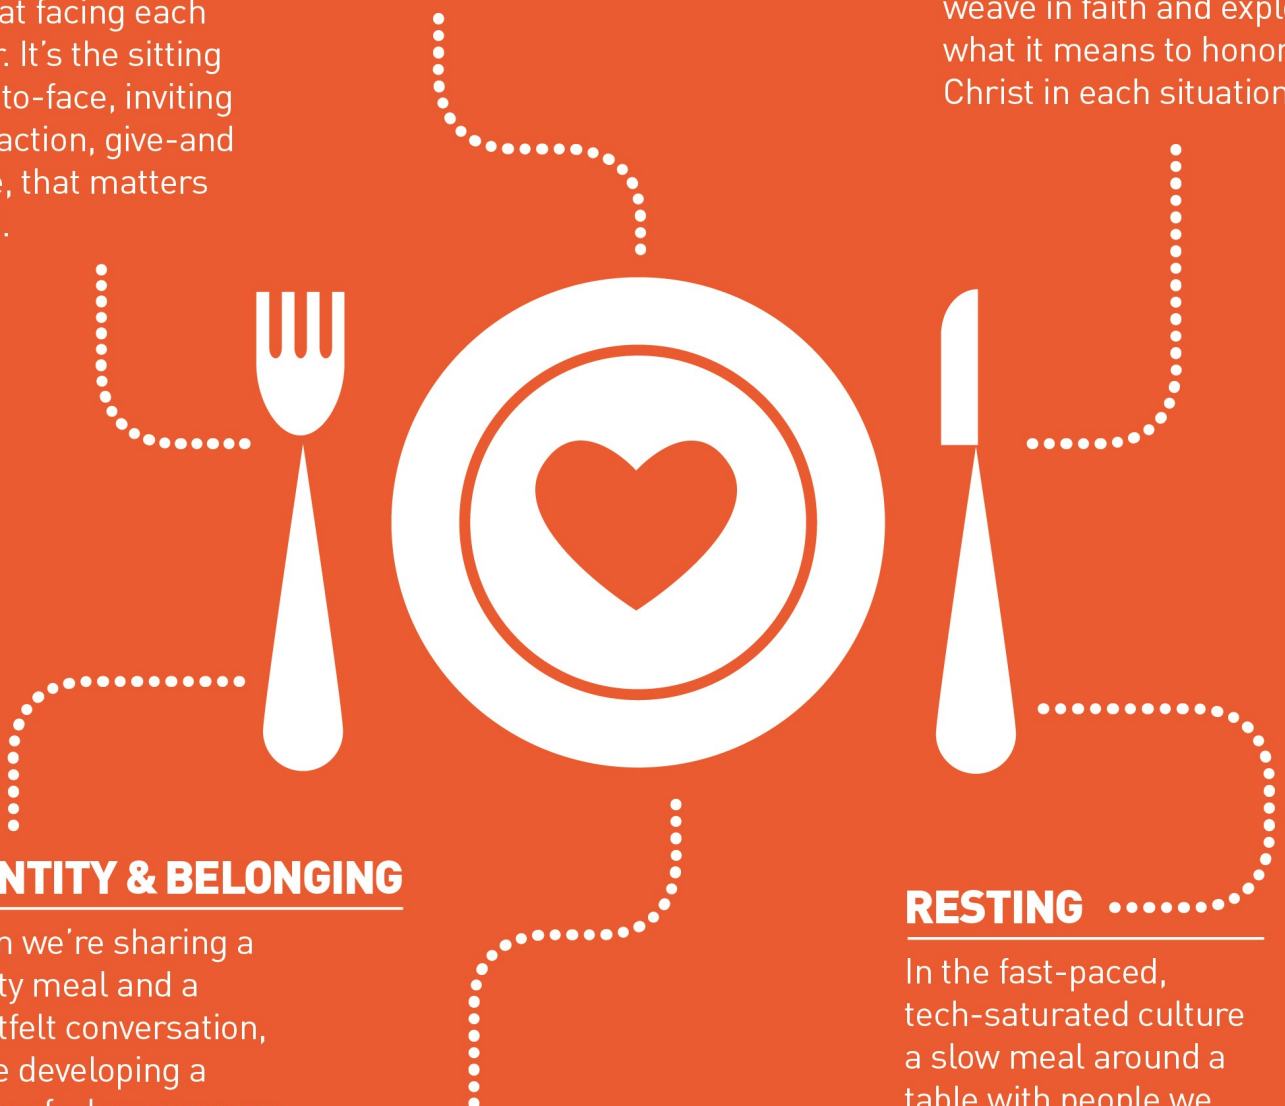 at facing each
. It's the sitting
to-face, inviting
action, give-and
, that matters
.
weave in faith and expl
what it means to honor
Christ in each situation
NTITY & BELONGING
n we're sharing a
ty meal and a
tfelt conversation,
e developing a
RESTING
In the fast-paced,
tech-saturated culture
a slow meal around a
table with people we